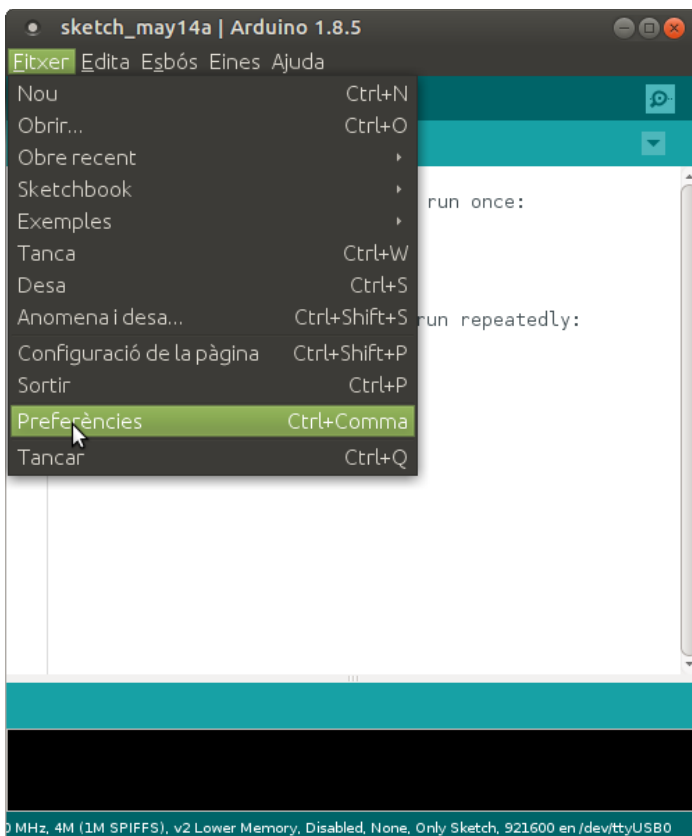 sketch_may14a | Arduino 1.8.5
Fitxer Edita Esbós Eines Ajuda
Nou Ctrl+N
Obrir... Ctrl+O
Obre recent
Sketchbook
run once:
Exemples
Tanca Ctrl+W
Desa Ctrl+S
Anomena i desa... Ctrl+Shift+S run repeatedly:
Configuració de la pàgina Ctrl+Shift+P
Sortir Ctrl+P
Preferències Ctrl+Comma
Tancar Ctrl+Q
0 MHz, 4M (1M SPIFFS), v2 Lower Memory, Disabled, None, Only Sketch, 921600 en /dev/ttyUSB0